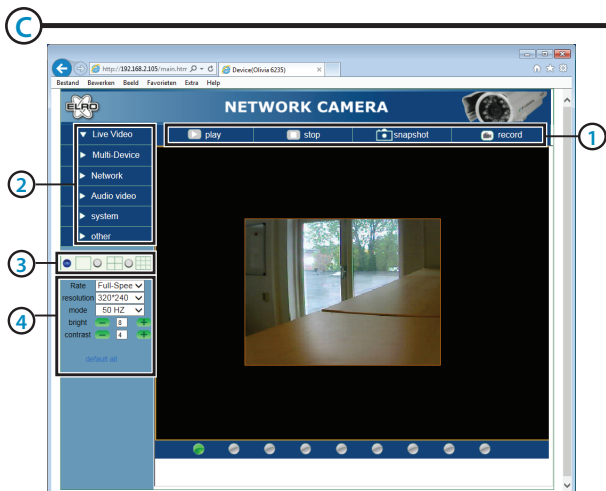 C
http://192.168.2.105/main.htm
Device(Olivia 6235)
Bestand Bewerken Beeld Favorieten Extra Help
ELRO NETWORK CAMERA
play stop snapshot record
1
Live Video
Multi-Device
Network
Audio video
system
other
2
3
Rate Full-Spee
resolution 320*240
mode 50 HZ
bright 8
contrast 4
default all
4